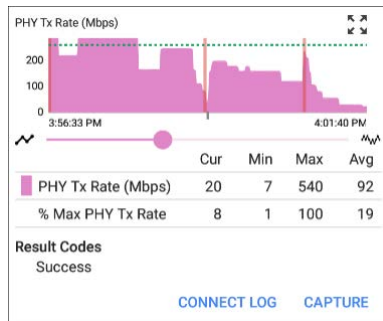 PHY Tx Rate (Mbps)
200
100
0
3:56:33 PM 4:01:40 PM
Cur Min Max Avg
PHY Tx Rate (Mbps) 20 7 540 92
% Max PHY Tx Rate 8 1 100 19
Result Codes
Success
CONNECT LOG CAPTURE